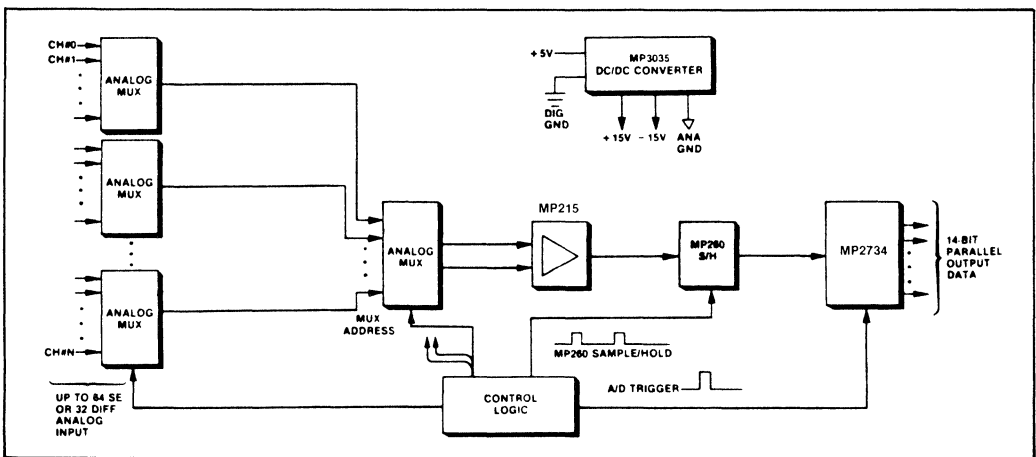 CH#0
CH#1
ANALOG
MUX
+5V
MP3035
DC/DC CONVERTER
DIG
GND
+15V
-15V
ANA
GND
ANALOG
MUX
ANALOG
MUX
MP215
MP260
S/H
MP2734
14-BIT
PARALLEL
OUTPUT
DATA
ANALOG
MUX
CH#N
MUX
ADDRESS
MP260 SAMPLE/HOLD
A/D TRIGGER
CONTROL
LOGIC
UP TO 64 SE
OR 32 DIFF
ANALOG
INPUT